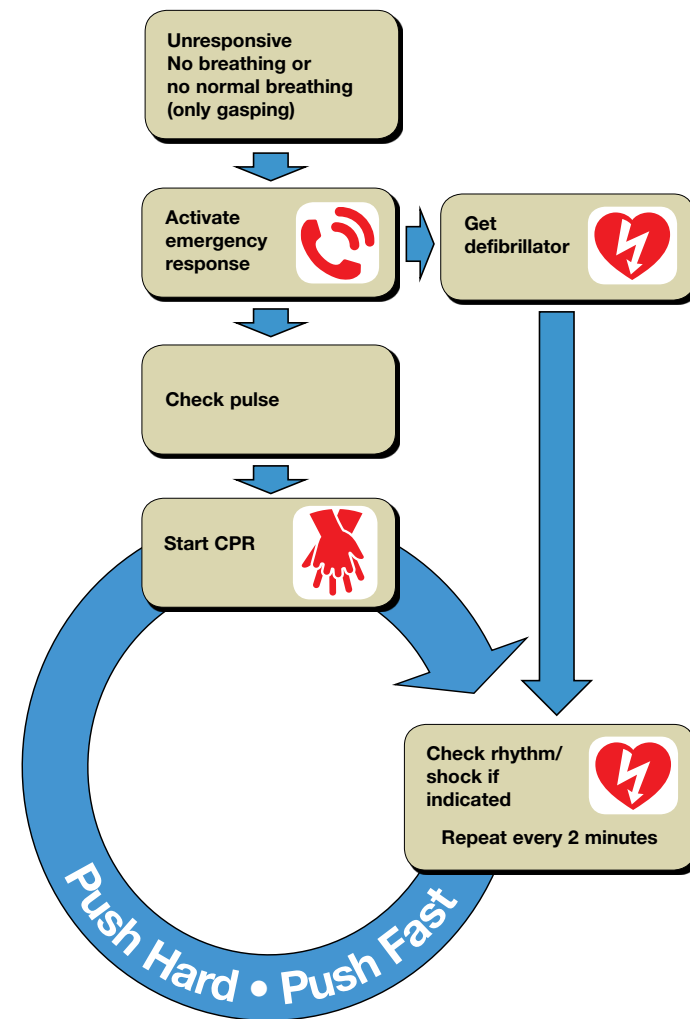 Unresponsive
No breathing or
no normal breathing
(only gasping)
Activate
emergency
response
Get
defibrillator
Check pulse
Start CPR
Check rhythm/
shock if
indicated
Repeat every 2 minutes
Push Hard • Push Fast